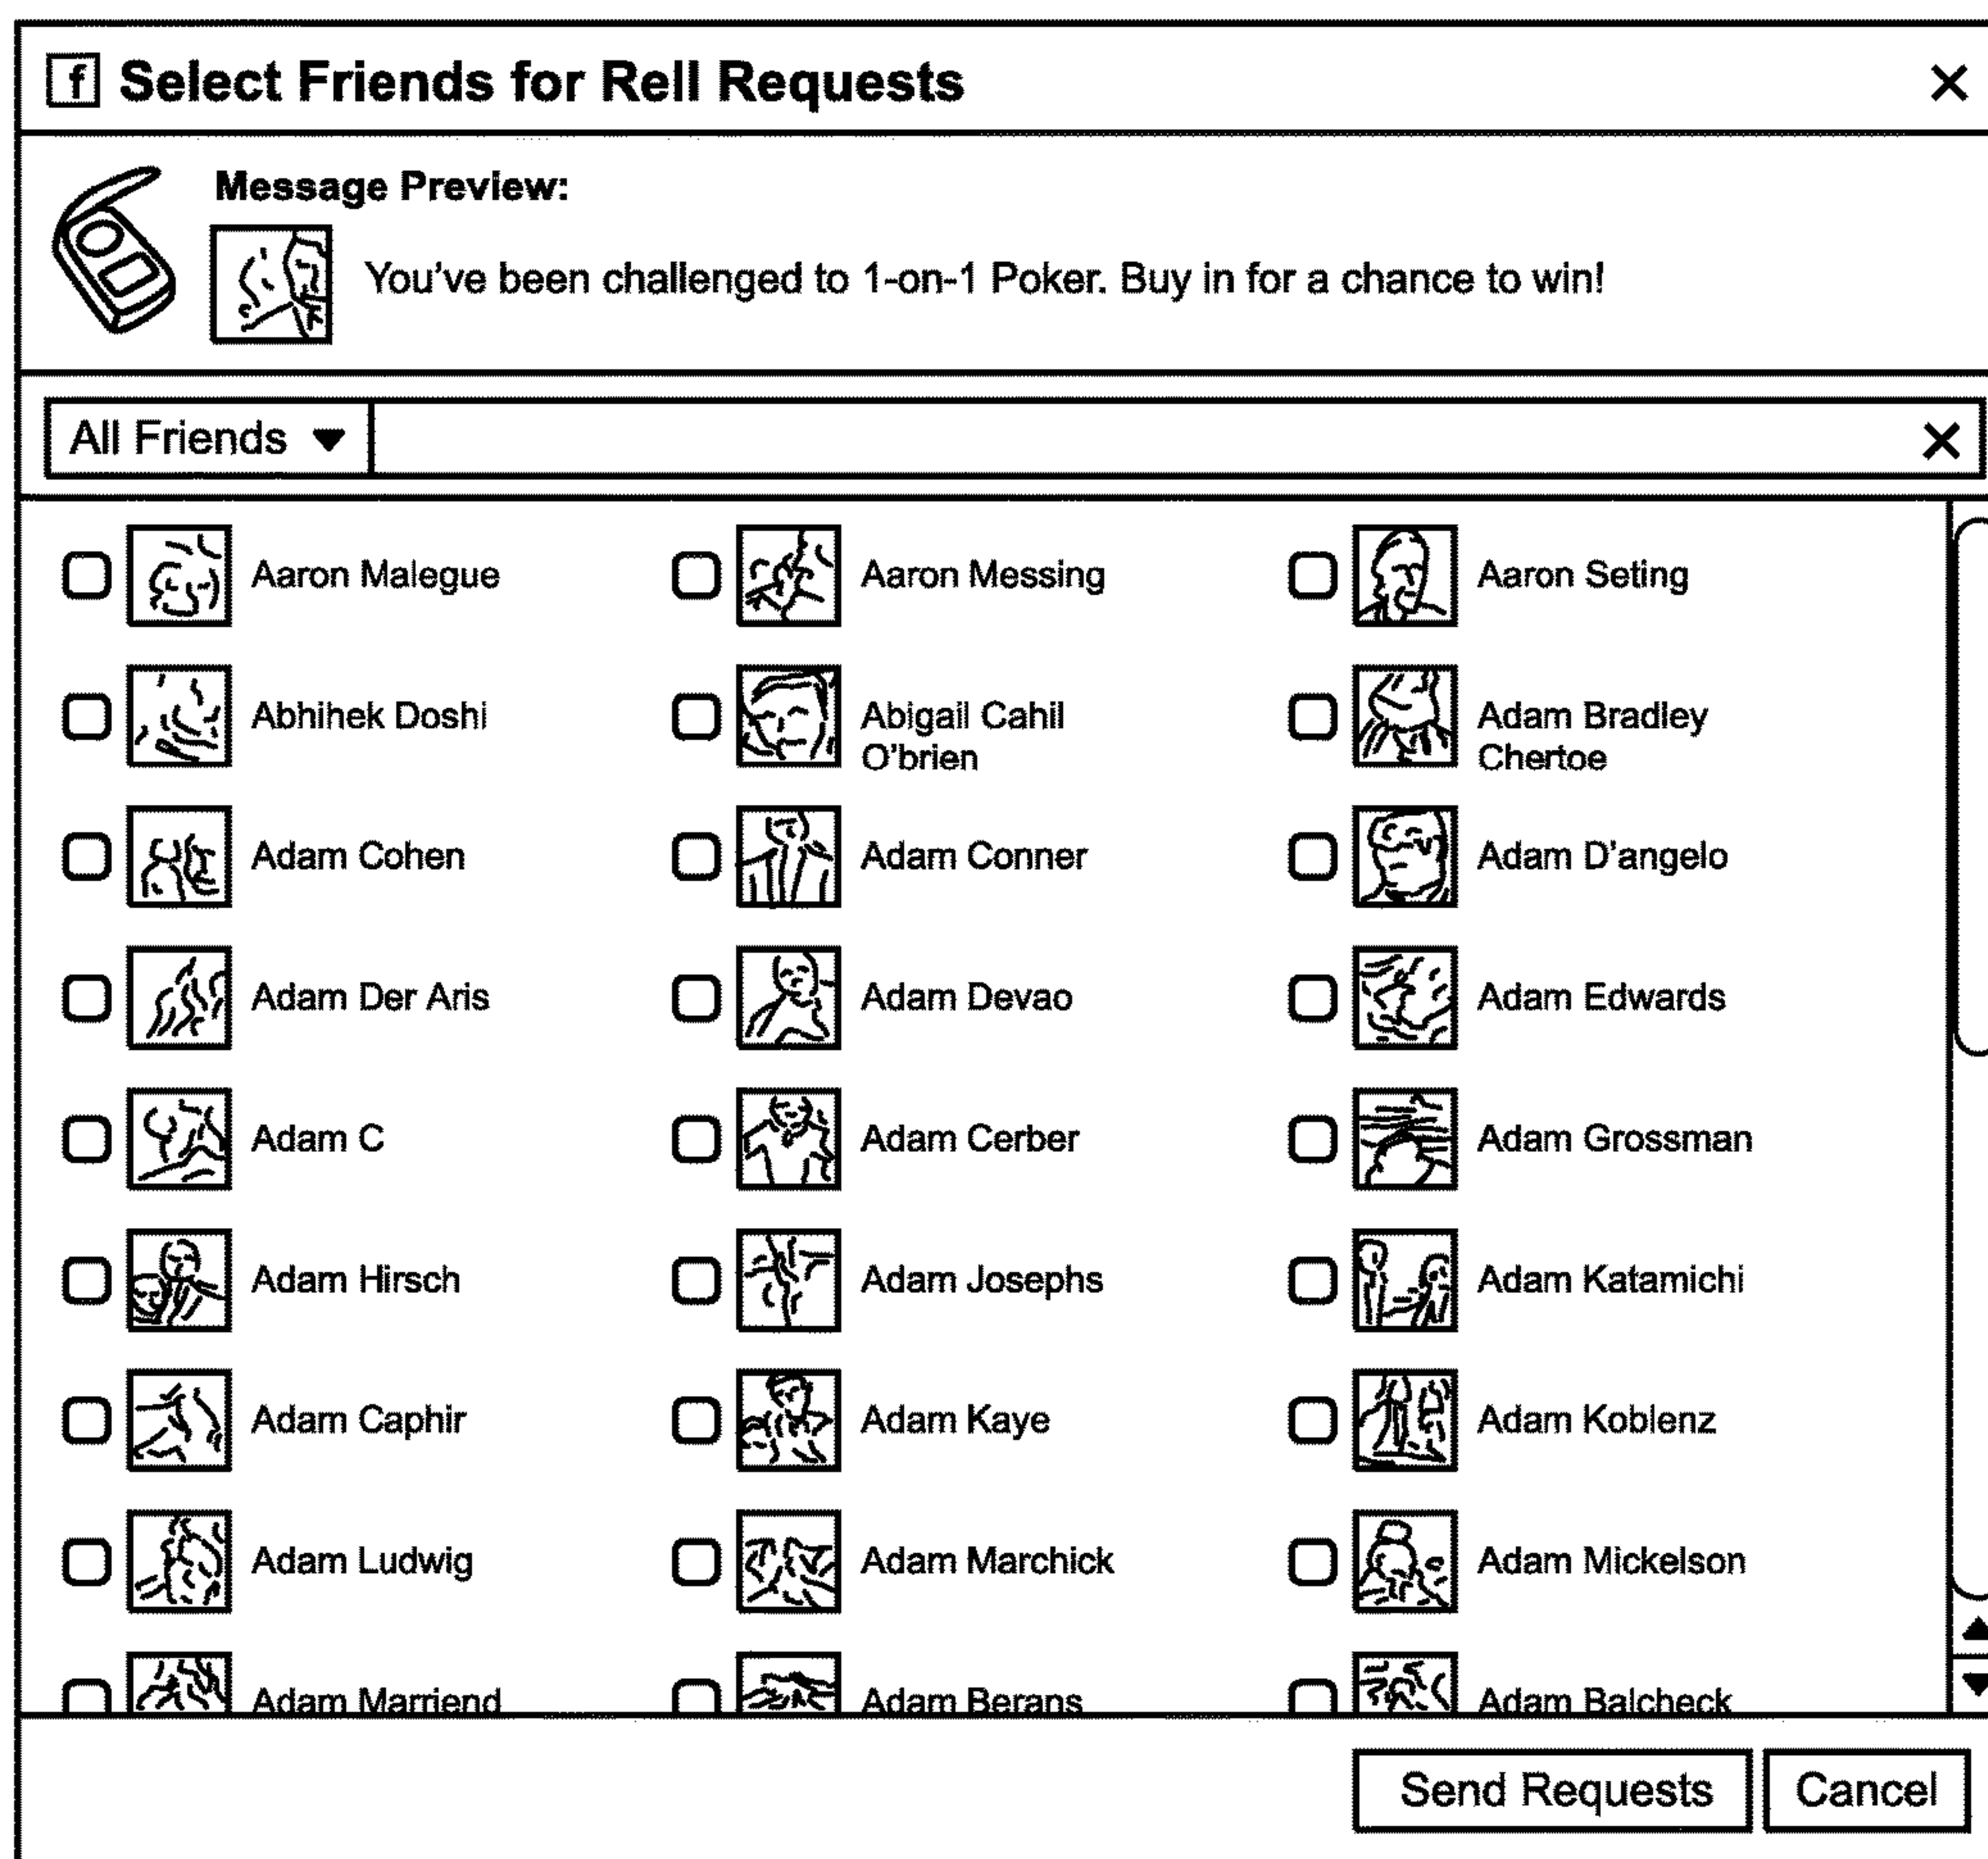 f Select Friends for Rell Requests
Message Preview:
You've been challenged to 1-on-1 Poker. Buy in for a chance to win!
All Friends
Aaron Malegue
Aaron Messing
Aaron Seting
Abhihek Doshi
Abigail Cahil
O'brien
Adam Bradley
Chertoe
Adam Cohen
Adam Conner
Adam D'angelo
Adam Der Aris
Adam Devao
Adam Edwards
Adam C
Adam Cerber
Adam Grossman
Adam Hirsch
Adam Josephs
Adam Katamichi
Adam Caphir
Adam Kaye
Adam Koblenz
Adam Ludwig
Adam Marchick
Adam Mickelson
Adam Marriend
Adam Berans
Adam Balcheck
Send Requests
Cancel